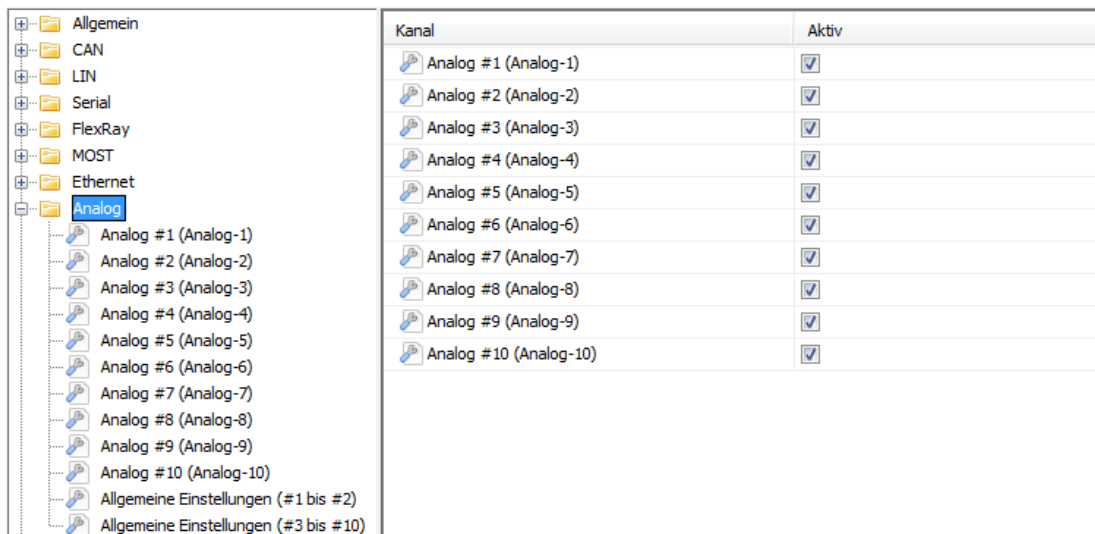 Allgemein
CAN
LIN
Serial
FlexRay
MOST
Ethernet
Analog
Analog #1 (Analog-1)
Analog #2 (Analog-2)
Analog #3 (Analog-3)
Analog #4 (Analog-4)
Analog #5 (Analog-5)
Analog #6 (Analog-6)
Analog #7 (Analog-7)
Analog #8 (Analog-8)
Analog #9 (Analog-9)
Analog #10 (Analog-10)
Allgemeine Einstellungen (#1 bis #2)
Allgemeine Einstellungen (#3 bis #10)
Kanal Aktiv
Analog #1 (Analog-1)
Analog #2 (Analog-2)
Analog #3 (Analog-3)
Analog #4 (Analog-4)
Analog #5 (Analog-5)
Analog #6 (Analog-6)
Analog #7 (Analog-7)
Analog #8 (Analog-8)
Analog #9 (Analog-9)
Analog #10 (Analog-10)